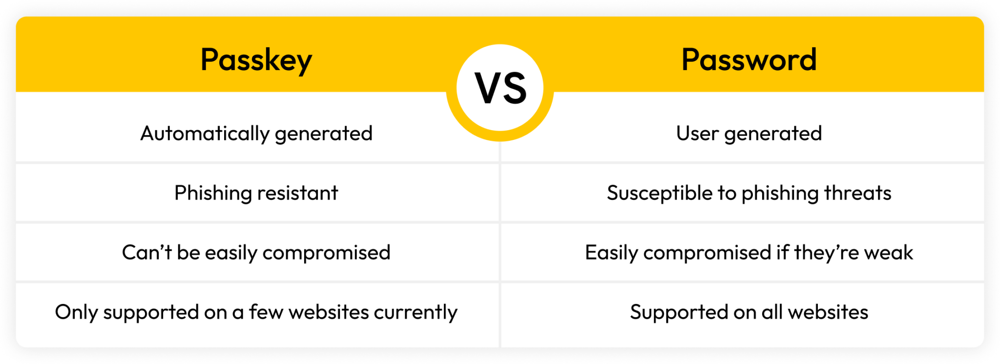 Passkey
VS
Password
Automatically generated
User generated
Phishing resistant
Susceptible to phishing threats
Can’t be easily compromised
Easily compromised if they’re weak
Only supported on a few websites currently
Supported on all websites